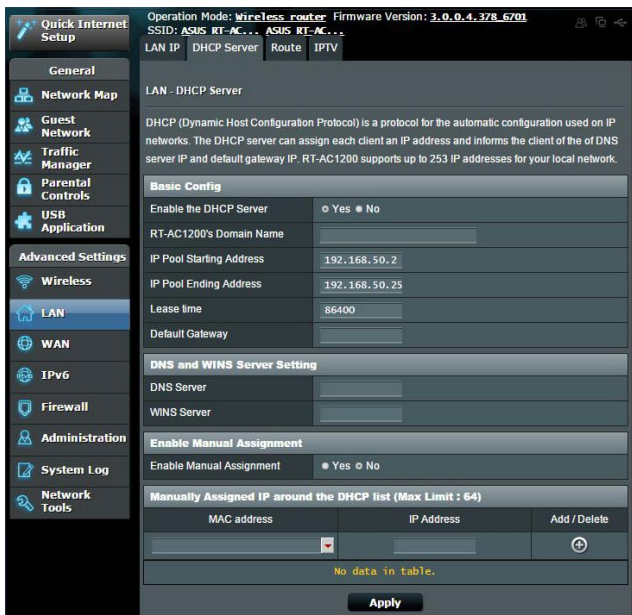 Quick Internet
Setup
General
Network Map
Guest
Network
Traffic
Manager
Parental
Controls
USB
Application
Advanced Settings
Wireless
LAN
WAN
IPv6
Firewall
Administration
System Log
Network
Tools
Operation Mode: Wireless router Firmware Version: 3.0.0.4.378_6701
SSID: ASUS RT-AC... ASUS RT-AC...
LAN IP DHCP Server Route IPTV
LAN - DHCP Server
DHCP (Dynamic Host Configuration Protocol) is a protocol for the automatic configuration used on IP
networks. The DHCP server can assign each client an IP address and informs the client of the of DNS
server IP and default gateway IP. RT-AC1200 supports up to 253 IP addresses for your local network.
Basic Config
Enable the DHCP Server Yes No
RT-AC1200's Domain Name
IP Pool Starting Address 192.168.50.2
IP Pool Ending Address 192.168.50.25
Lease time 86400
Default Gateway
DNS and WINS Server Setting
DNS Server
WINS Server
Enable Manual Assignment
Enable Manual Assignment Yes No
Manually Assigned IP around the DHCP list (Max Limit : 64)
MAC address IP Address Add / Delete
No data in table.
Apply